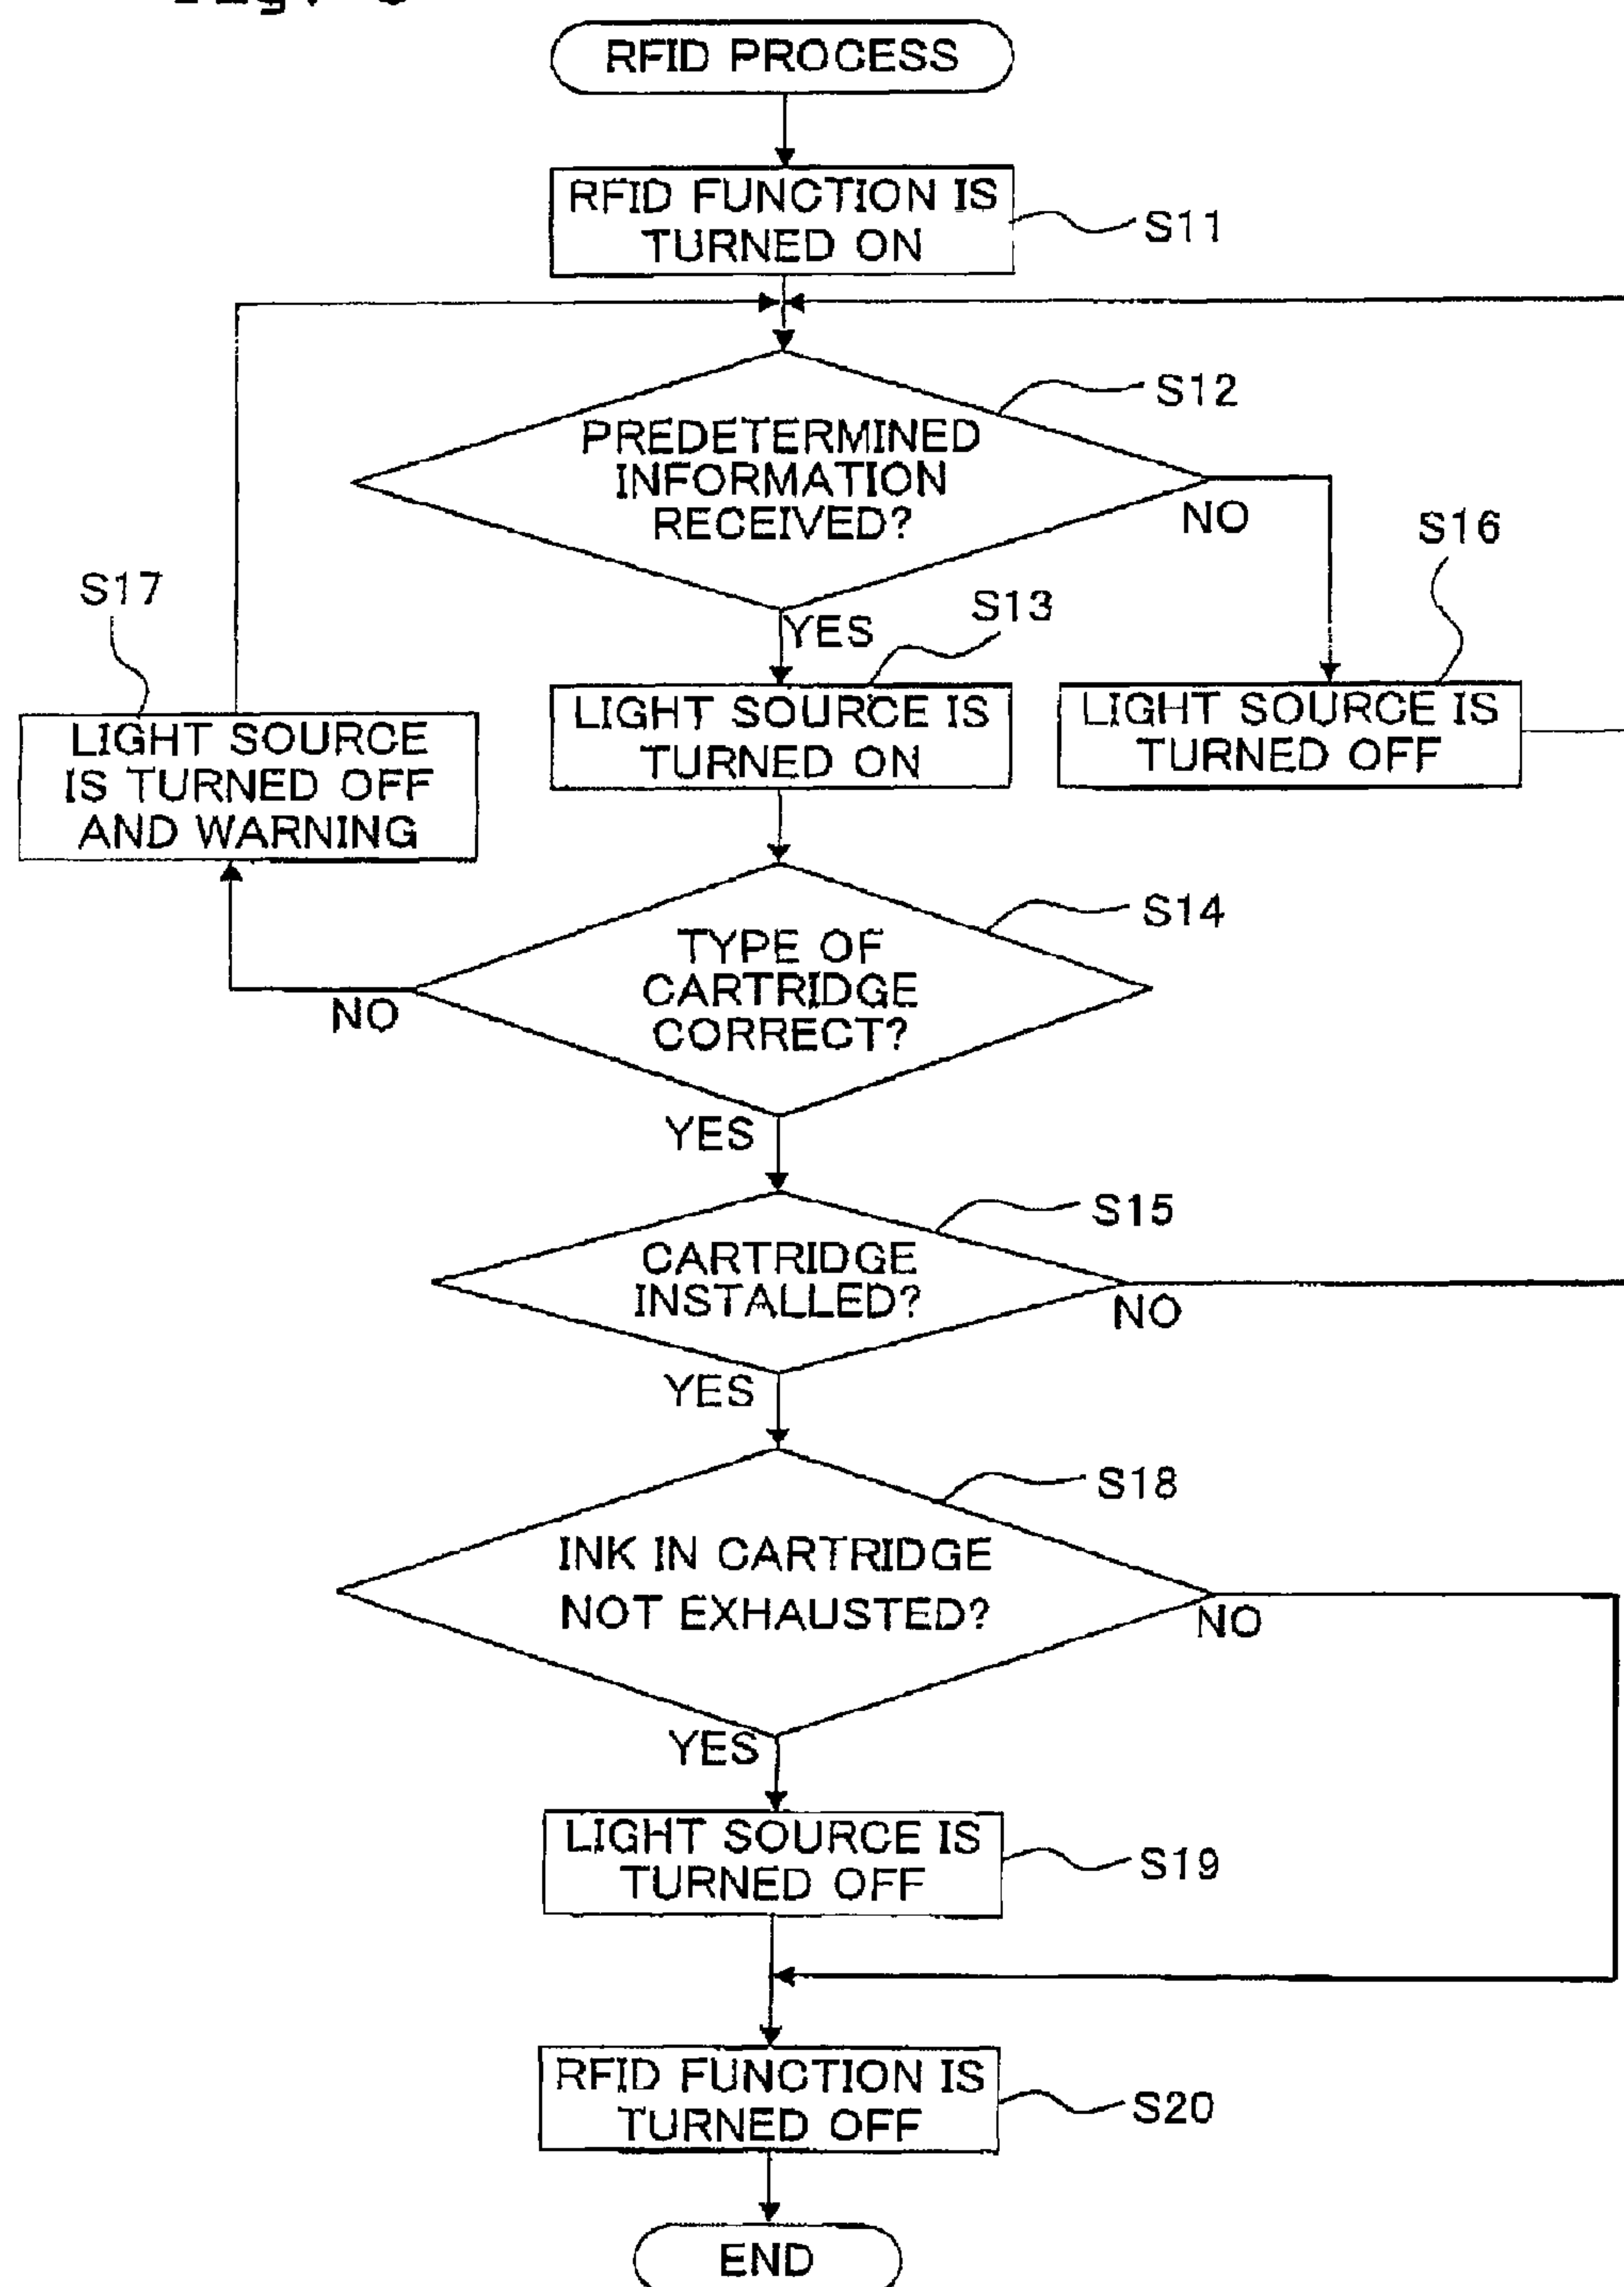 RFID PROCESS
RFID FUNCTION IS
TURNED ON
S11
S12
PREDETERMINED
INFORMATION
RECEIVED?
NO
S16
S17
S13
YES
LIGHT SOURCE
IS TURNED OFF
AND WARNING
LIGHT SOURCE IS
TURNED ON
LIGHT SOURCE IS
TURNED OFF
S14
TYPE OF
CARTRIDGE
CORRECT?
NO
YES
S15
CARTRIDGE
INSTALLED?
NO
YES
S18
INK IN CARTRIDGE
NOT EXHAUSTED?
NO
YES
LIGHT SOURCE IS
TURNED OFF
S19
RFID FUNCTION IS
TURNED OFF
S20
END